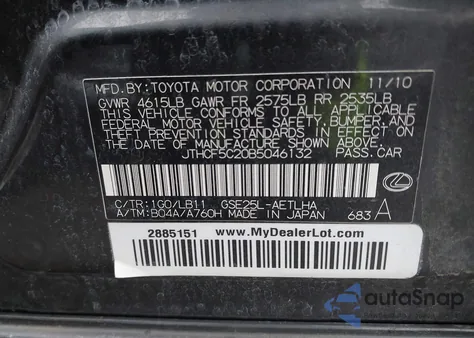 MFD. BY: TOYOTA MOTOR CORPORATION 11/10
GVWR 4615LB GAWR FR 2575LB RR 2535LB
THIS VEHICLE CONFORMS TO ALL APPLICABLE
FEDERAL MOTOR VEHICLE SAFETY, BUMPER,
AND THEFT PREVENTION STANDARDS IN EFFECT
ON THE DATE OF MANUFACTURE SHOWN ABOVE.
JTHCF5C20B5046132 PASS.CAR
C/TR:1G0/LB11 GSE25L-AETLHA
A/TM:B04A/A760H MADE IN JAPAN 683 A
2885151 www.MyDealerLot.com
autoSnap